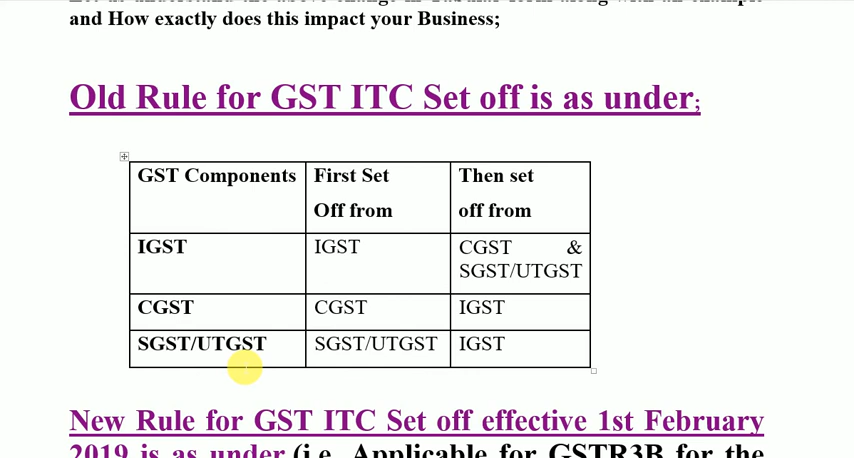 and How exactly does this impact your Business;
Old Rule for GST ITC Set off is as under;
GST Components First Set Off from Then set off from
IGST IGST CGST & SGST/UTGST
CGST CGST IGST
SGST/UTGST SGST/UTGST IGST
New Rule for GST ITC Set off effective 1st February
2019 is as under (i.e. Applicable for GSTR3B for the